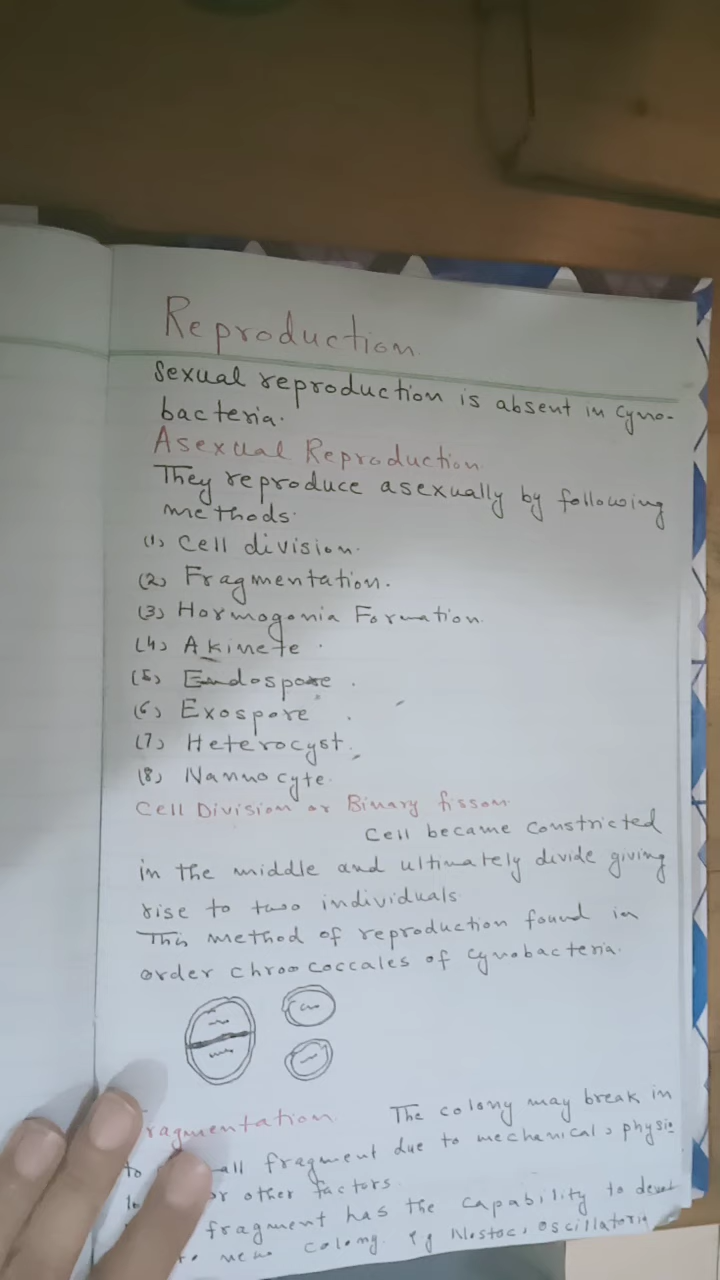 Reproduction.
Sexual reproduction is absent in Cyno-
bacteria.
Asexual Reproduction.
They reproduce asexually by following
methods.
(1) Cell division.
(2) Fragmentation.
(3) Hormogonia Formation.
(4) Akinete.
(5) Endospore.
(6) Exospore.
(7) Heterocyst.
(8) Nannocyte.
Cell Division or Binary fisson.
Cell became constricted
in the middle and ultimately divide giving
rise to two individuals.
This method of reproduction found in
order chroococcales of cynobacteria.
ragmentation. The colony may break in
to all fragment due to mechanical, physic
or other factors.
fragment has the capability to devel
new colony. eg Nostoc, oscillatoria